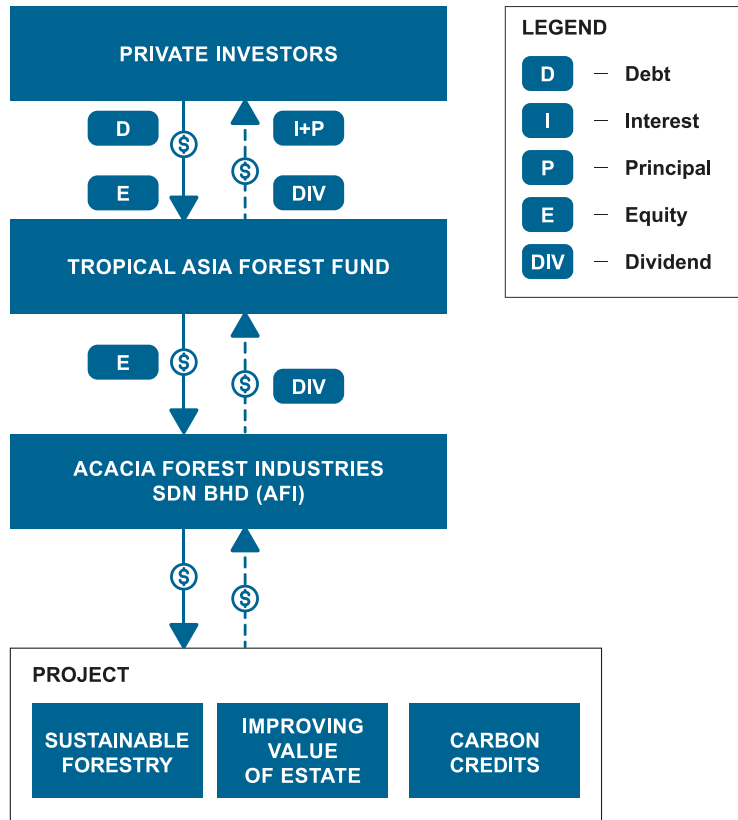 PRIVATE INVESTORS
D
$
I+P
$
E
DIV
TROPICAL ASIA FOREST FUND
E
$
$
DIV
ACACIA FOREST INDUSTRIES
SDN BHD (AFI)
$
$
PROJECT
SUSTAINABLE
FORESTRY
IMPROVING
VALUE
OF ESTATE
CARBON
CREDITS
LEGEND
D — Debt
I — Interest
P — Principal
E — Equity
DIV — Dividend